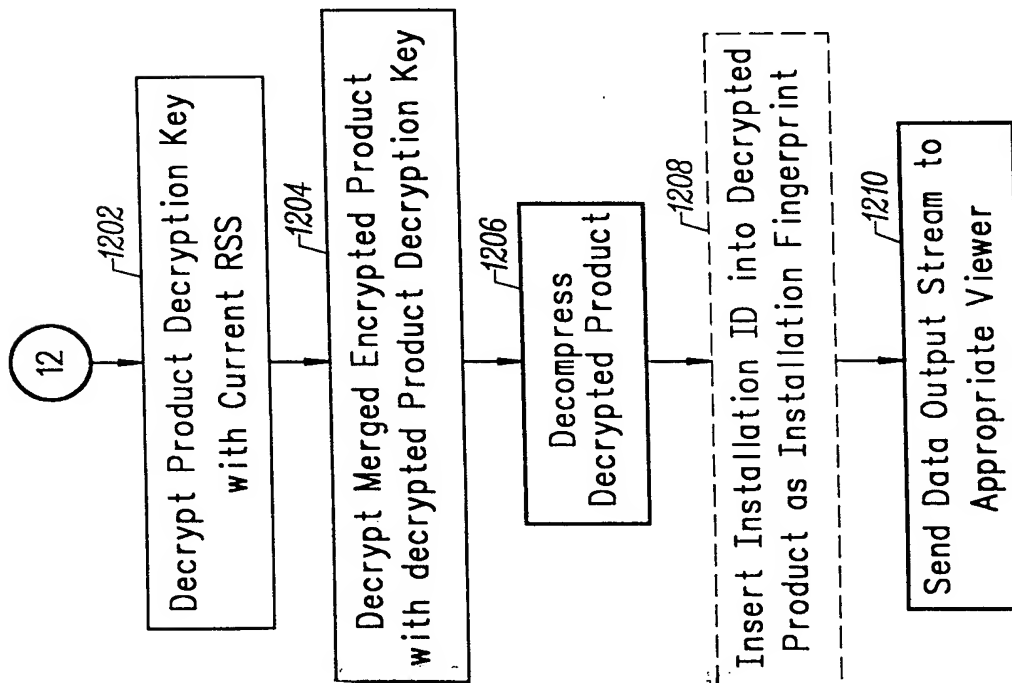 12
1202
Decrypt Product Decryption Key
with Current RSS
1204
Decrypt Merged Encrypted Product
with decrypted Product Decryption Key
1206
Decompress
Decrypted Product
1208
Insert Installation ID into Decrypted
Product as Installation Fingerprint
1210
Send Data Output Stream to
Appropriate Viewer